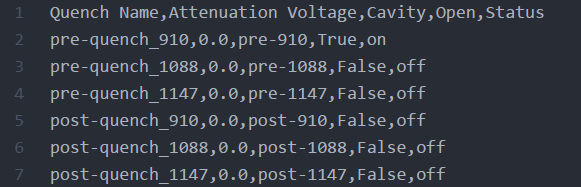 1 Quench Name,Attenuation Voltage,Cavity,Open,Status
2 pre-quench_910,0.0,pre-910,True,on
3 pre-quench_1088,0.0,pre-1088,False,off
4 pre-quench_1147,0.0,pre-1147,False,off
5 post-quench_910,0.0,post-910,False,off
6 post-quench_1088,0.0,post-1088,False,off
7 post-quench_1147,0.0,post-1147,False,off